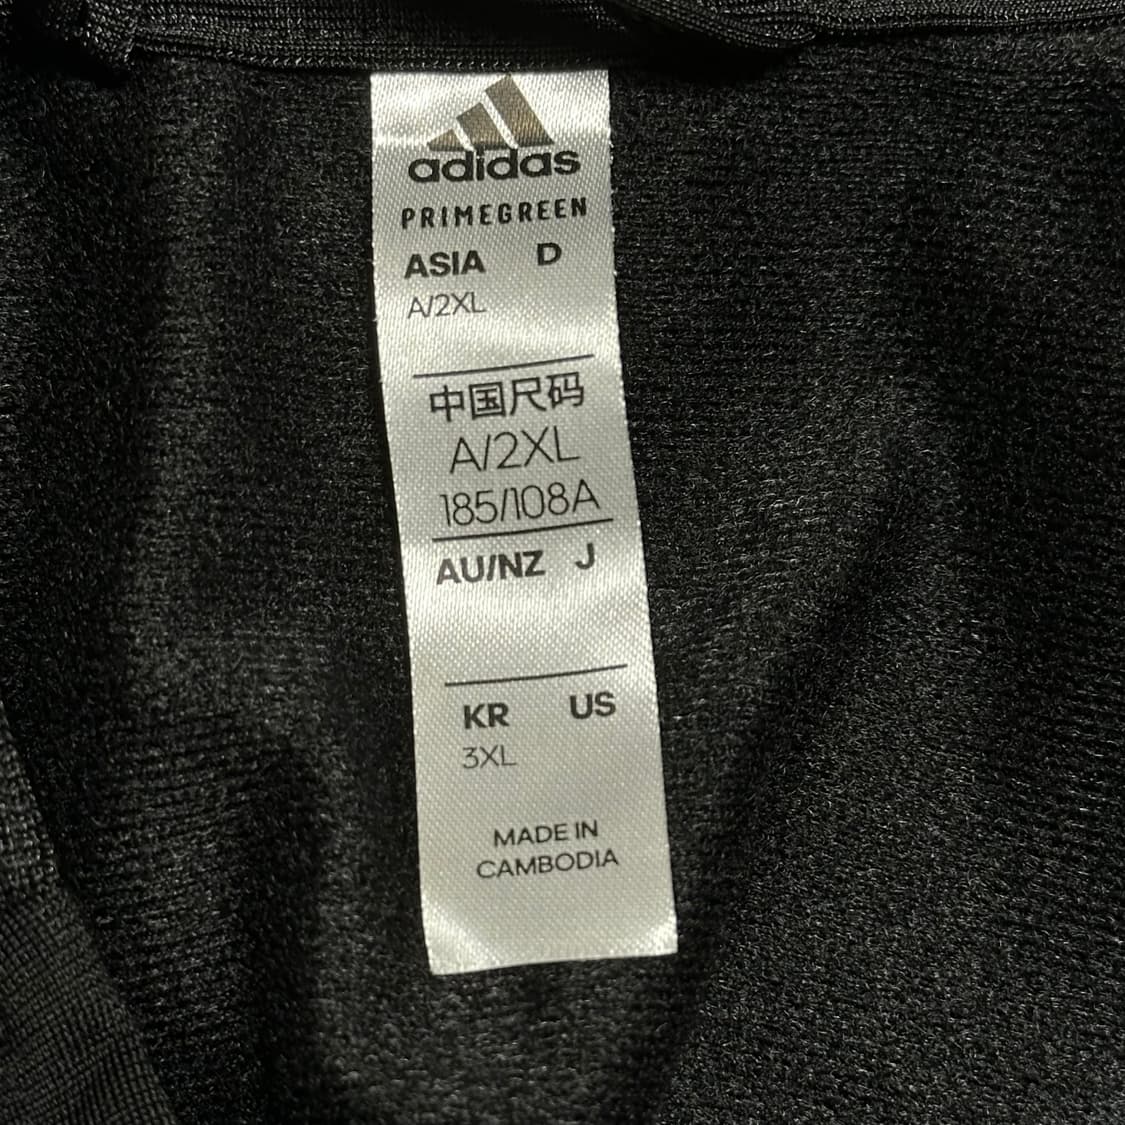 adidas
PRIMEGREEN
ASIA D
A/2XL
中国尺码
A/2XL
185/108A
AU/NZ J
KR US
3XL
MADE IN
CAMBODIA